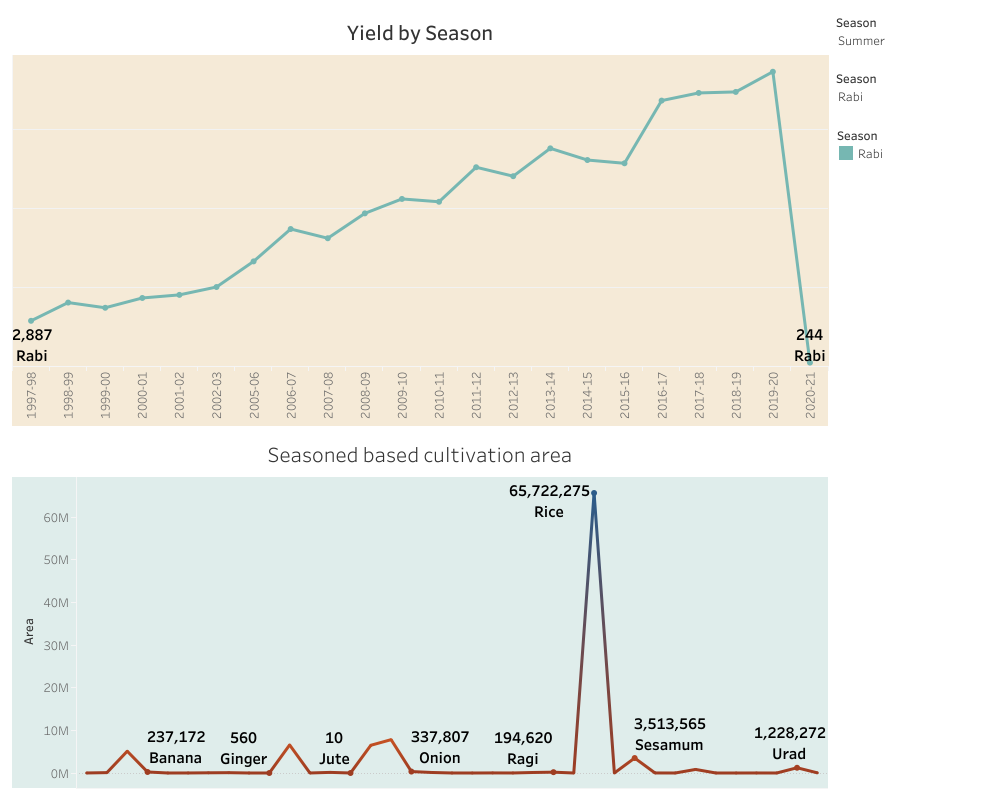 Yield by Season
Season
Summer
Season
Rabi
Season
Rabi
2,887
Rabi
244
Rabi
1997-98
1998-99
1999-00
2000-01
2001-02
2002-03
2005-06
2006-07
2007-08
2008-09
2009-10
2010-11
2011-12
2012-13
2013-14
2014-15
2015-16
2016-17
2017-18
2018-19
2019-20
2020-21
Seasoned based cultivation area
Area
60M
50M
40M
30M
20M
10M
0M
65,722,275
Rice
237,172
Banana
560
Ginger
10
Jute
337,807
Onion
194,620
Ragi
3,513,565
Sesamum
1,228,272
Urad